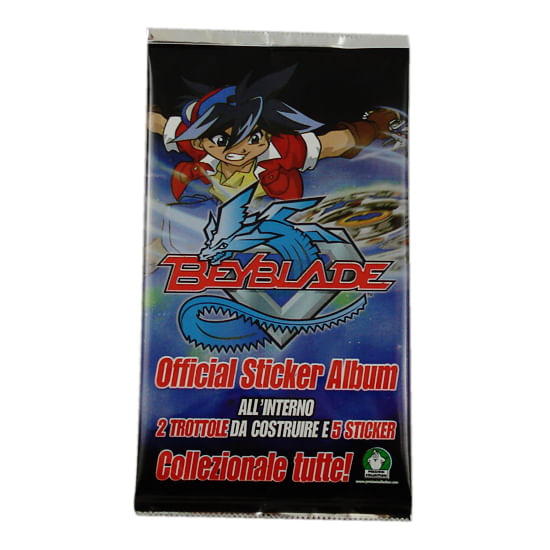 BEYBLADE
Official Sticker Album
ALL'INTERNO
2 TROTTOLE DA COSTRUIRE E 5 STICKER
Collezionale tutte!